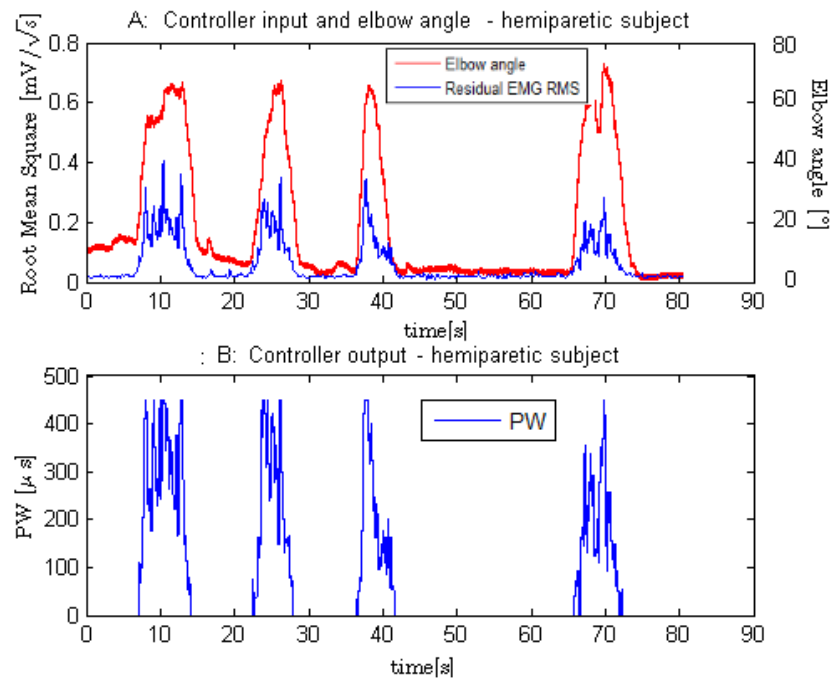 A: Controller input and elbow angle - hemiparetic subject
Root Mean Square [mV/√s]
0.8
0.6
0.4
0.2
0
Elbow angle
Residual EMG RMS
80
60
40
20
0
Elbow angle [°]
0 10 20 30 40 50 60 70 80 90
time[s]
: B: Controller output - hemiparetic subject
PW [μ s]
500
400
300
200
100
0
PW
0 10 20 30 40 50 60 70 80 90
time[s]